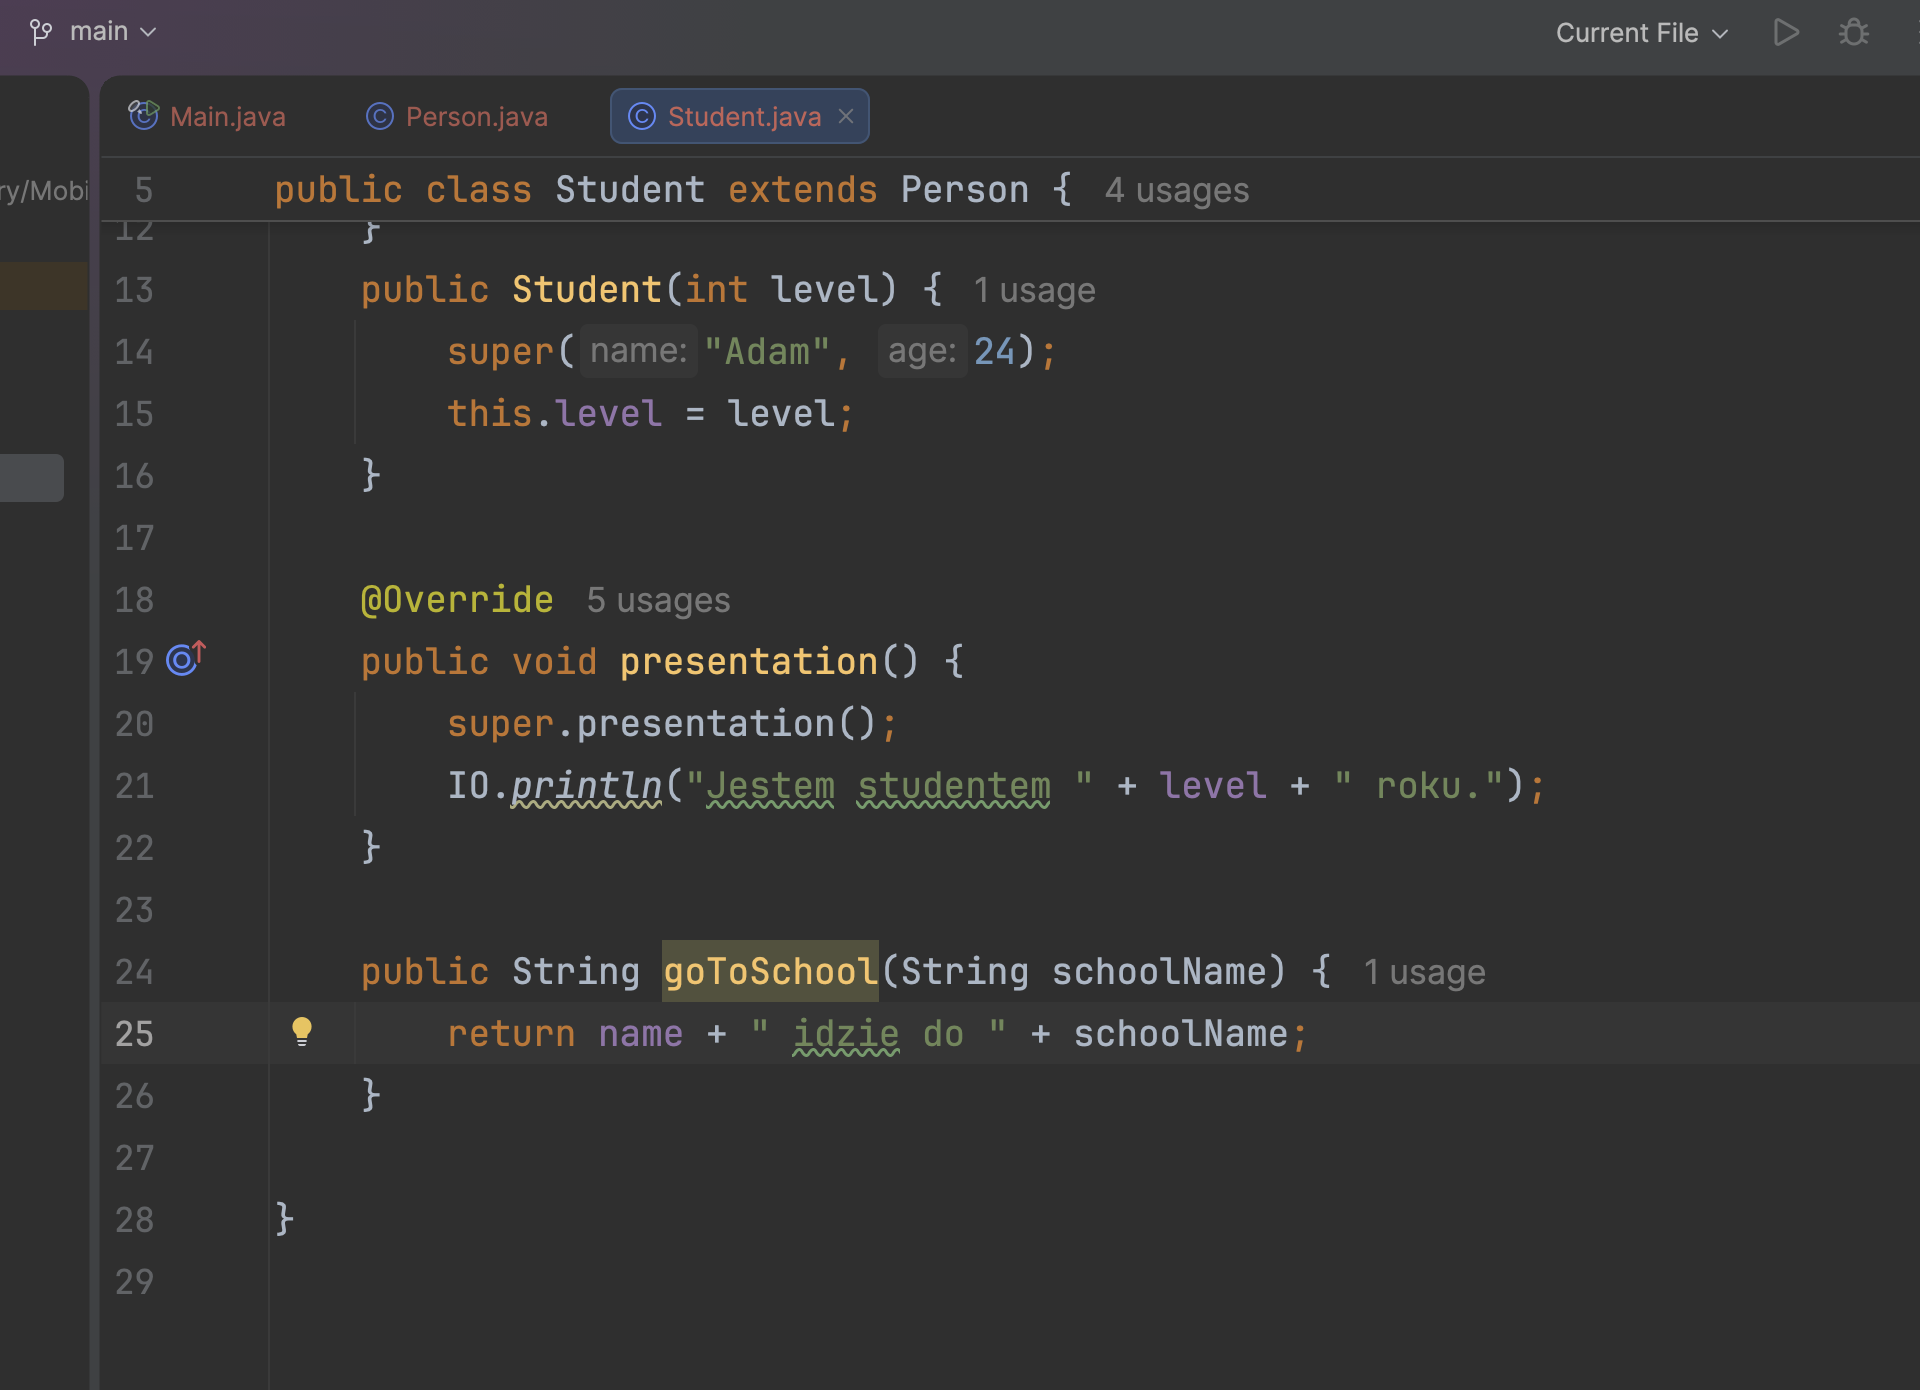 main
Current File
Main.java Person.java Student.java
ry/Mobi
5 public class Student extends Person { 4 usages
12 }
13 public Student(int level) { 1 usage
14 super( name: "Adam", age: 24);
15 this.level = level;
16 }
17
18 @Override 5 usages
19 public void presentation() {
20 super.presentation();
21 IO.println("Jestem studentem " + level + " roku.");
22 }
23
24 public String goToSchool(String schoolName) { 1 usage
25 return name + " idzie do " + schoolName;
26 }
27
28 }
29